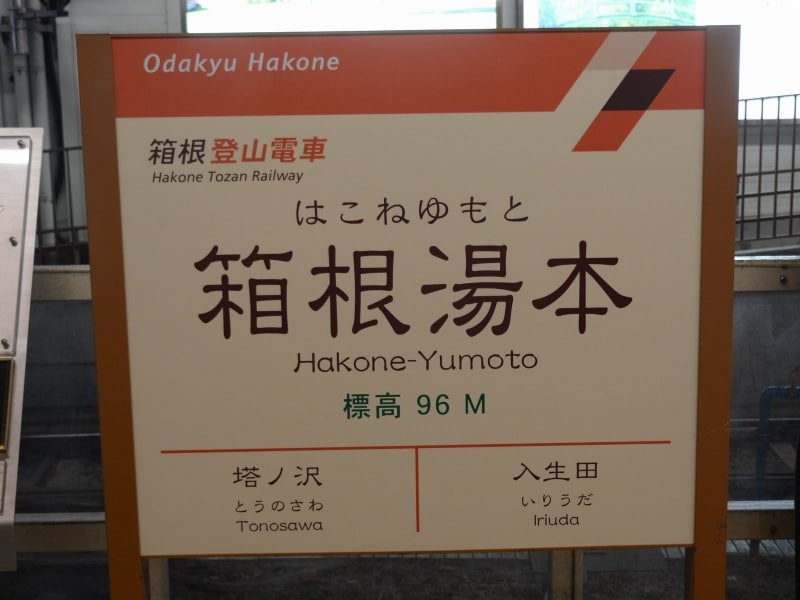 Odakyu Hakone
箱根登山電車
Hakone Tozan Railway
はこねゆもと
箱根湯本
Hakone-Yumoto
標高 96 M
塔ノ沢
とうのさわ
Tonosawa
入生田
いりうだ
Iriuda